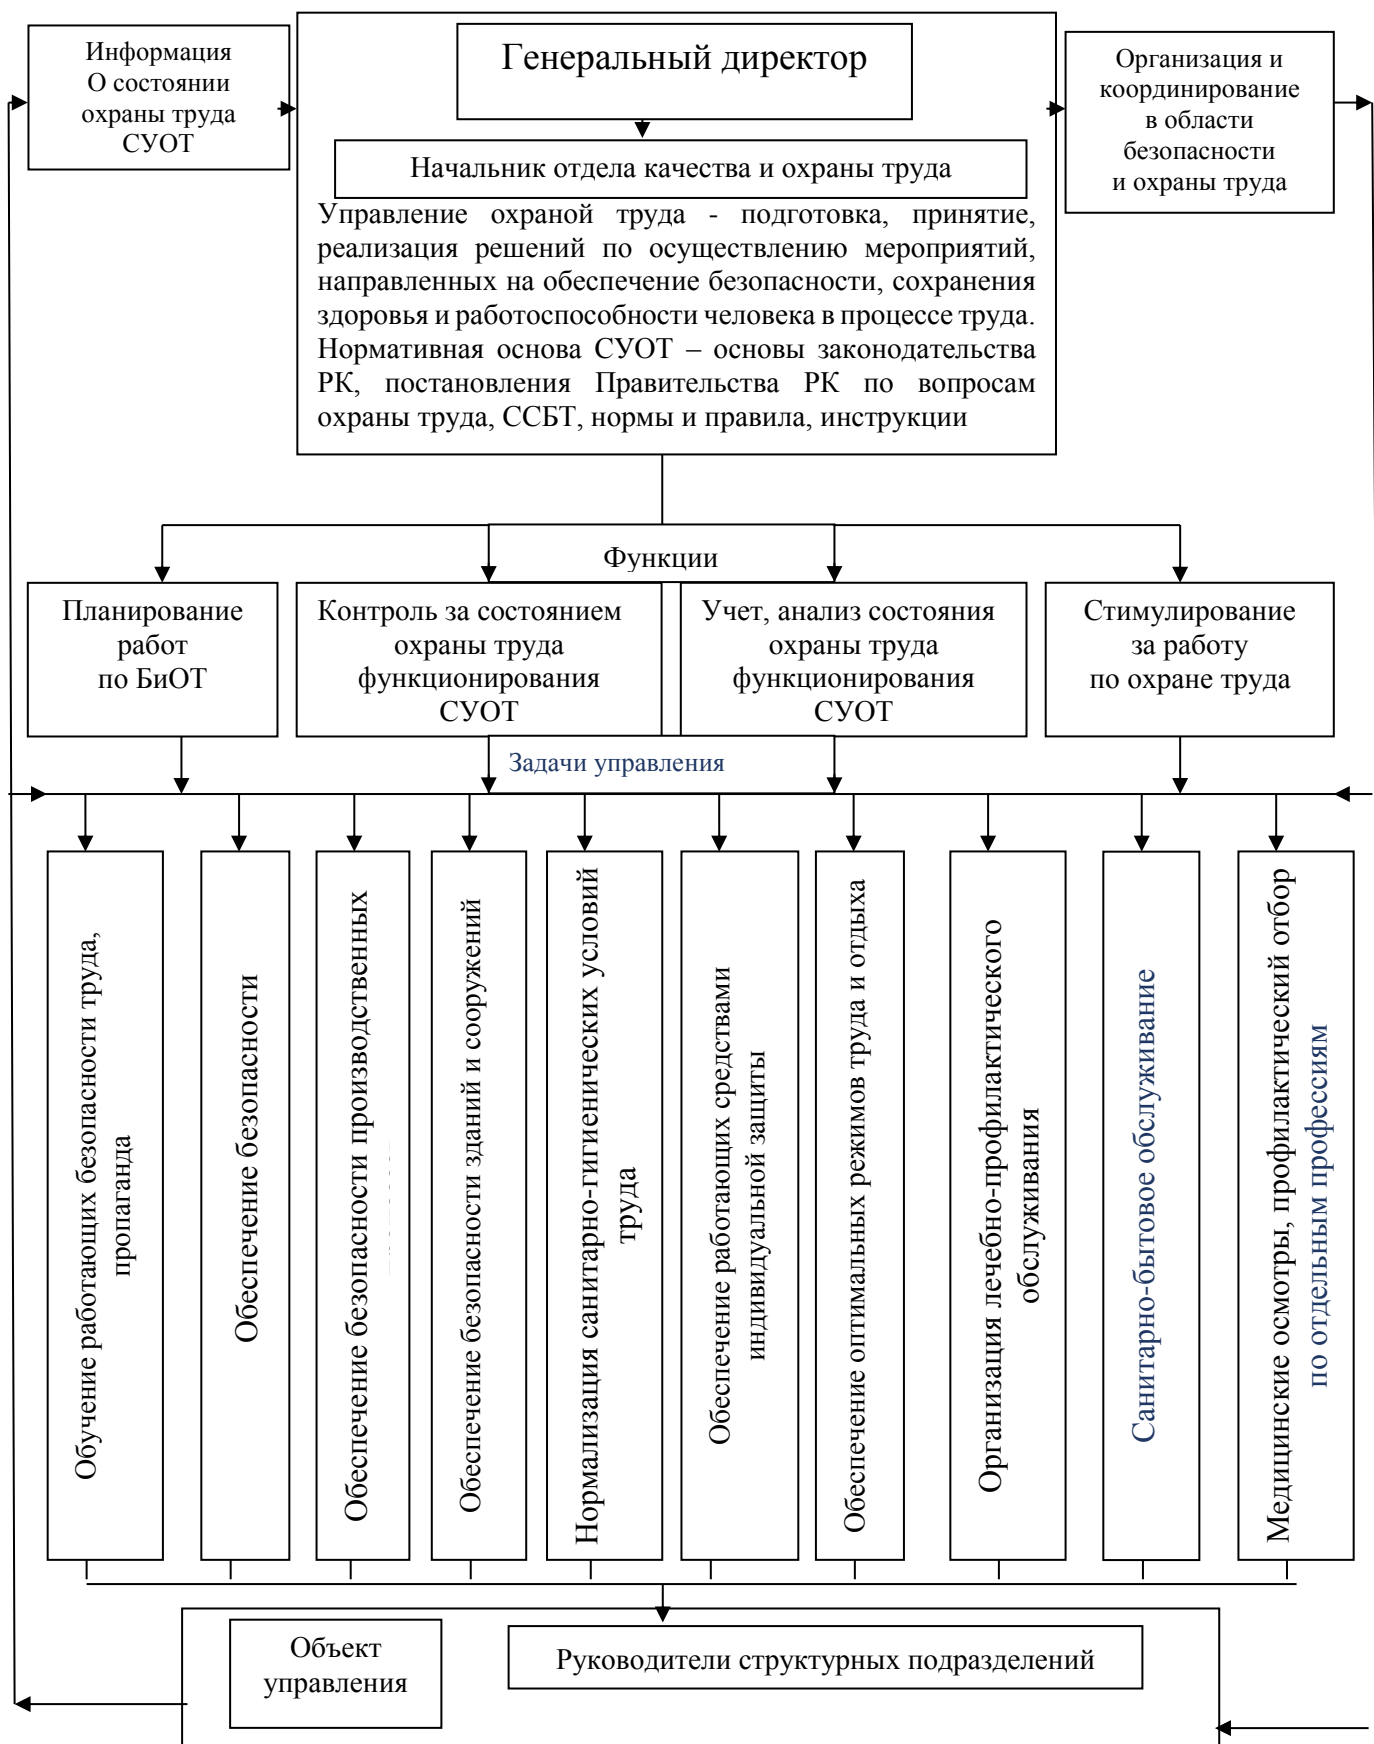 Информация
О состоянии
охраны труда
СУОТ
Генеральный директор
Начальник отдела качества и охраны труда
Управление охраной труда - подготовка, принятие,
реализация решений по осуществлению мероприятий,
направленных на обеспечение безопасности, сохранения
здоровья и работоспособности человека в процессе труда.
Нормативная основа СУОТ – основы законодательства
РК, постановления Правительства РК по вопросам
охраны труда, ССБТ, нормы и правила, инструкции
Организация и
координирование
в области
безопасности
и охраны труда
Функции
Планирование
работ
по БиОТ
Контроль за состоянием
охраны труда
функционирования
СУОТ
Учет, анализ состояния
охраны труда
функционирования
СУОТ
Стимулирование
за работу
по охране труда
Задачи управления
Обучение работающих безопасности труда,
пропаганда
Обеспечение безопасности
Обеспечение безопасности производственных
Обеспечение безопасности зданий и сооружений
Нормализация санитарно-гигиенических условий
труда
Обеспечение работающих средствами
индивидуальной защиты
Обеспечение оптимальных режимов труда и отдыха
Организация лечебно-профилактического
обслуживания
Санитарно-бытовое обслуживание
Медицинские осмотры, профилактический отбор
по отдельным профессиям
Объект
управления
Руководители структурных подразделений